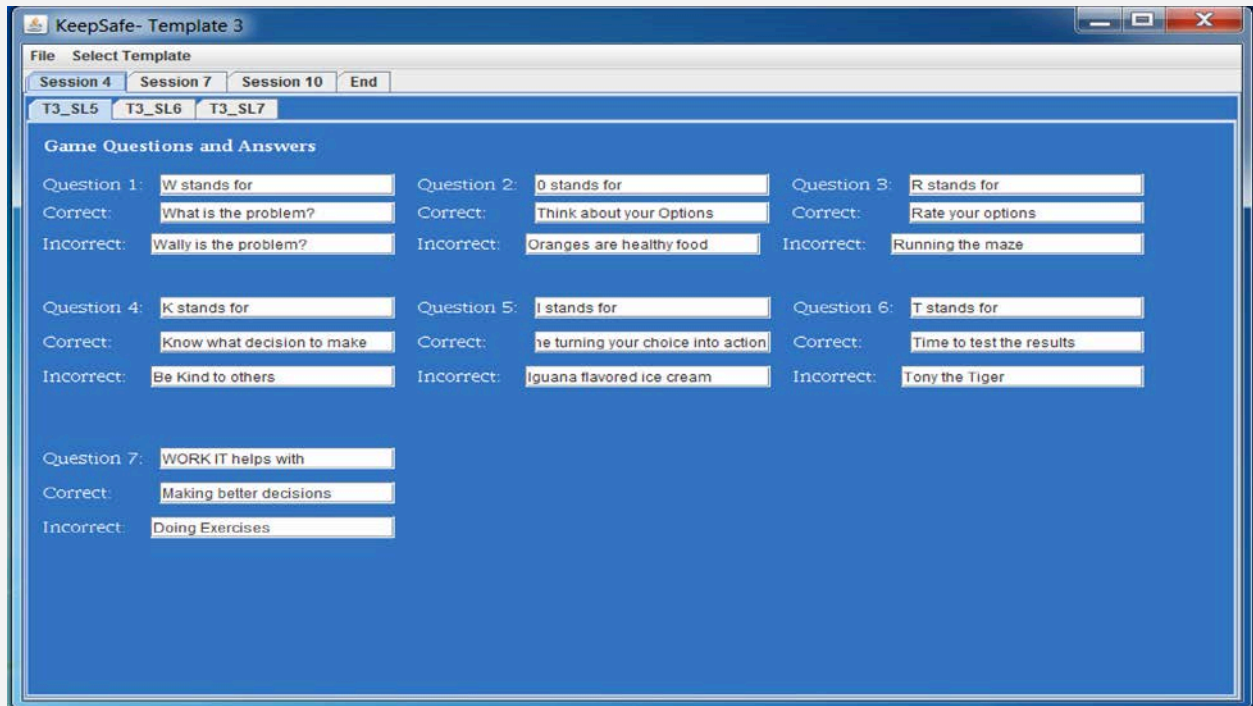 KeepSafe- Template 3
File Select Template
Session 4 Session 7 Session 10 End
T3_SL5 T3_SL6 T3_SL7
Game Questions and Answers
Question 1: W stands for Question 2: 0 stands for Question 3: R stands for
Correct: What is the problem? Correct: Think about your Options Correct: Rate your options
Incorrect: Wally is the problem? Incorrect: Oranges are healthy food Incorrect: Running the maze
Question 4: K stands for Question 5: I stands for Question 6: T stands for
Correct: Know what decision to make Correct: turning your choice into action Correct: Time to test the results
Incorrect: Be Kind to others Incorrect: Iguana flavored ice cream Incorrect: Tony the Tiger
Question 7: WORK IT helps with
Correct: Making better decisions
Incorrect: Doing Exercises